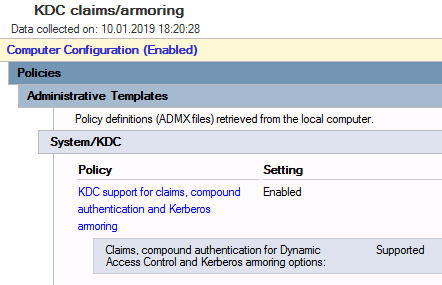 KDC claims/armoring
Data collected on: 10.01.2019 18:20:28
Computer Configuration (Enabled)
Policies
Administrative Templates
Policy definitions (ADMX files) retrieved from the local computer.
System/KDC
Policy Setting
KDC support for claims, compound Enabled
authentication and Kerberos
amoring
Claims, compound authentication for Dynamic Supported
Access Control and Kerberos amoring options: